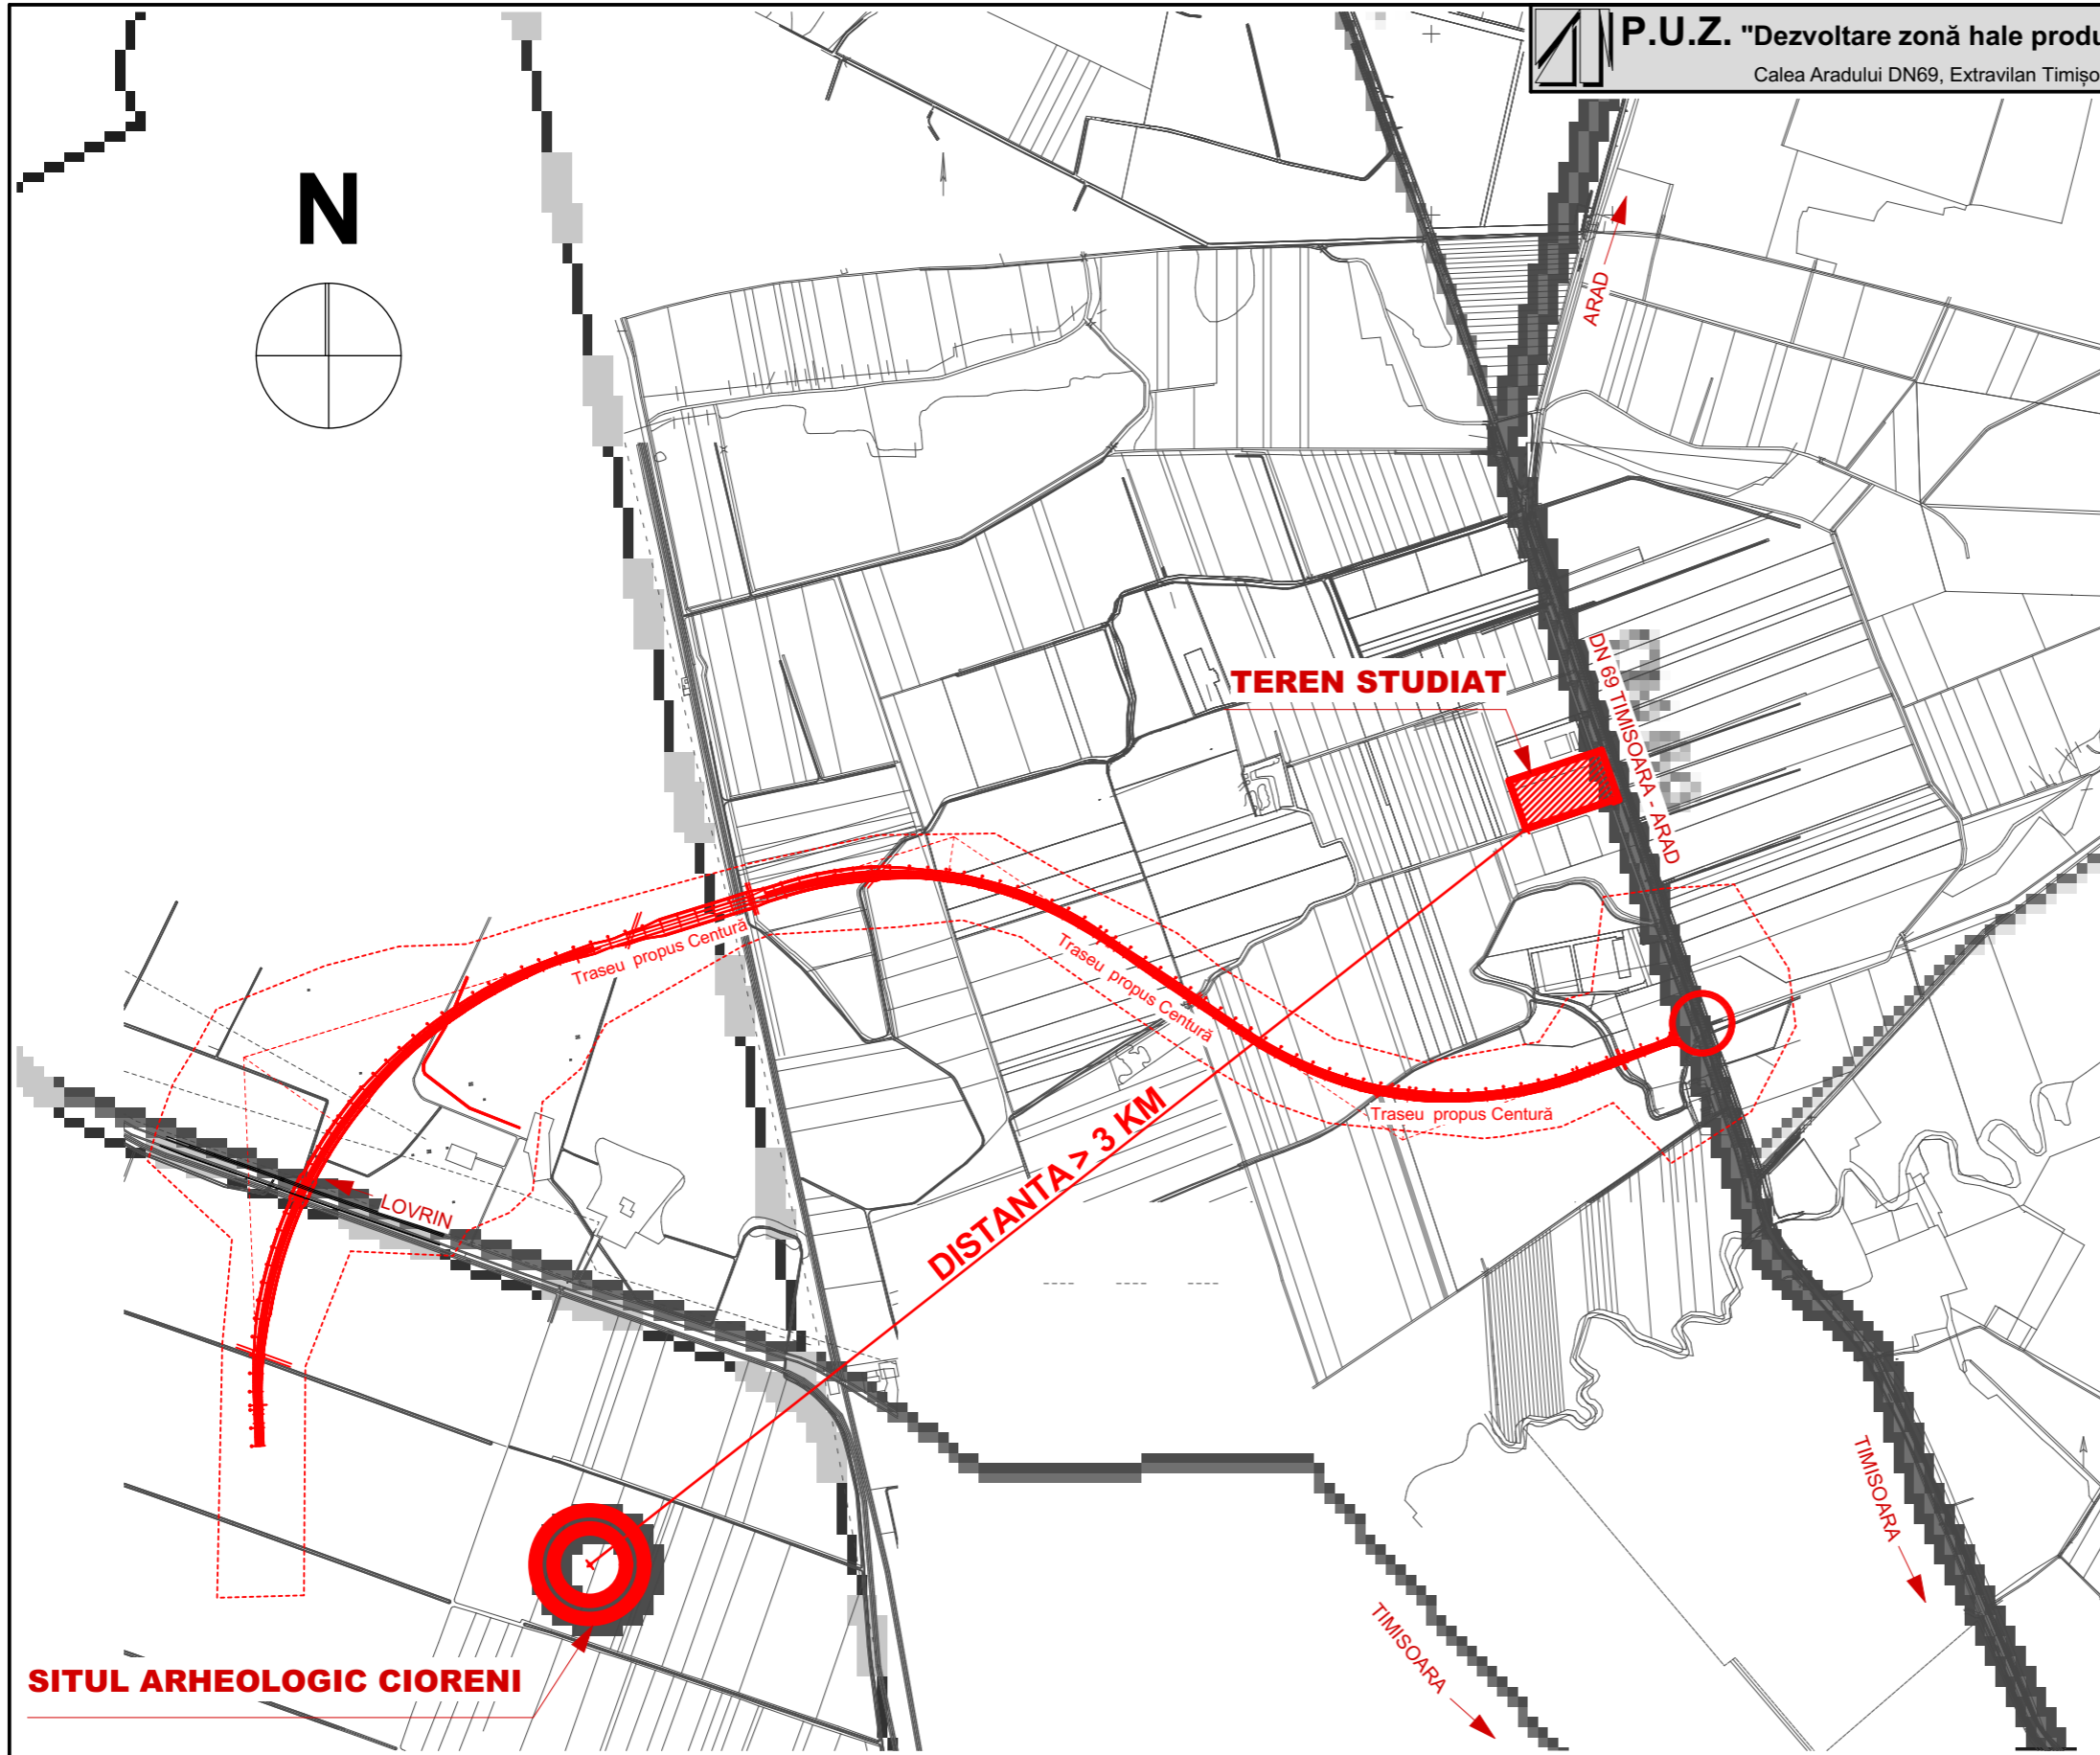 P.U.Z. "Dezvoltare zonă hale produ
Calea Aradului DN69, Extravilan Timișo
N
ARAD
TEREN STUDIAT
DN 69 TIMISOARA - ARAD
Traseu propus Centură
Traseu propus Centură
Traseu propus Centură
DISTANTA > 3 KM
LOVRIN
TIMISOARA
TIMISOARA
SITUL ARHEOLOGIC CIORENI